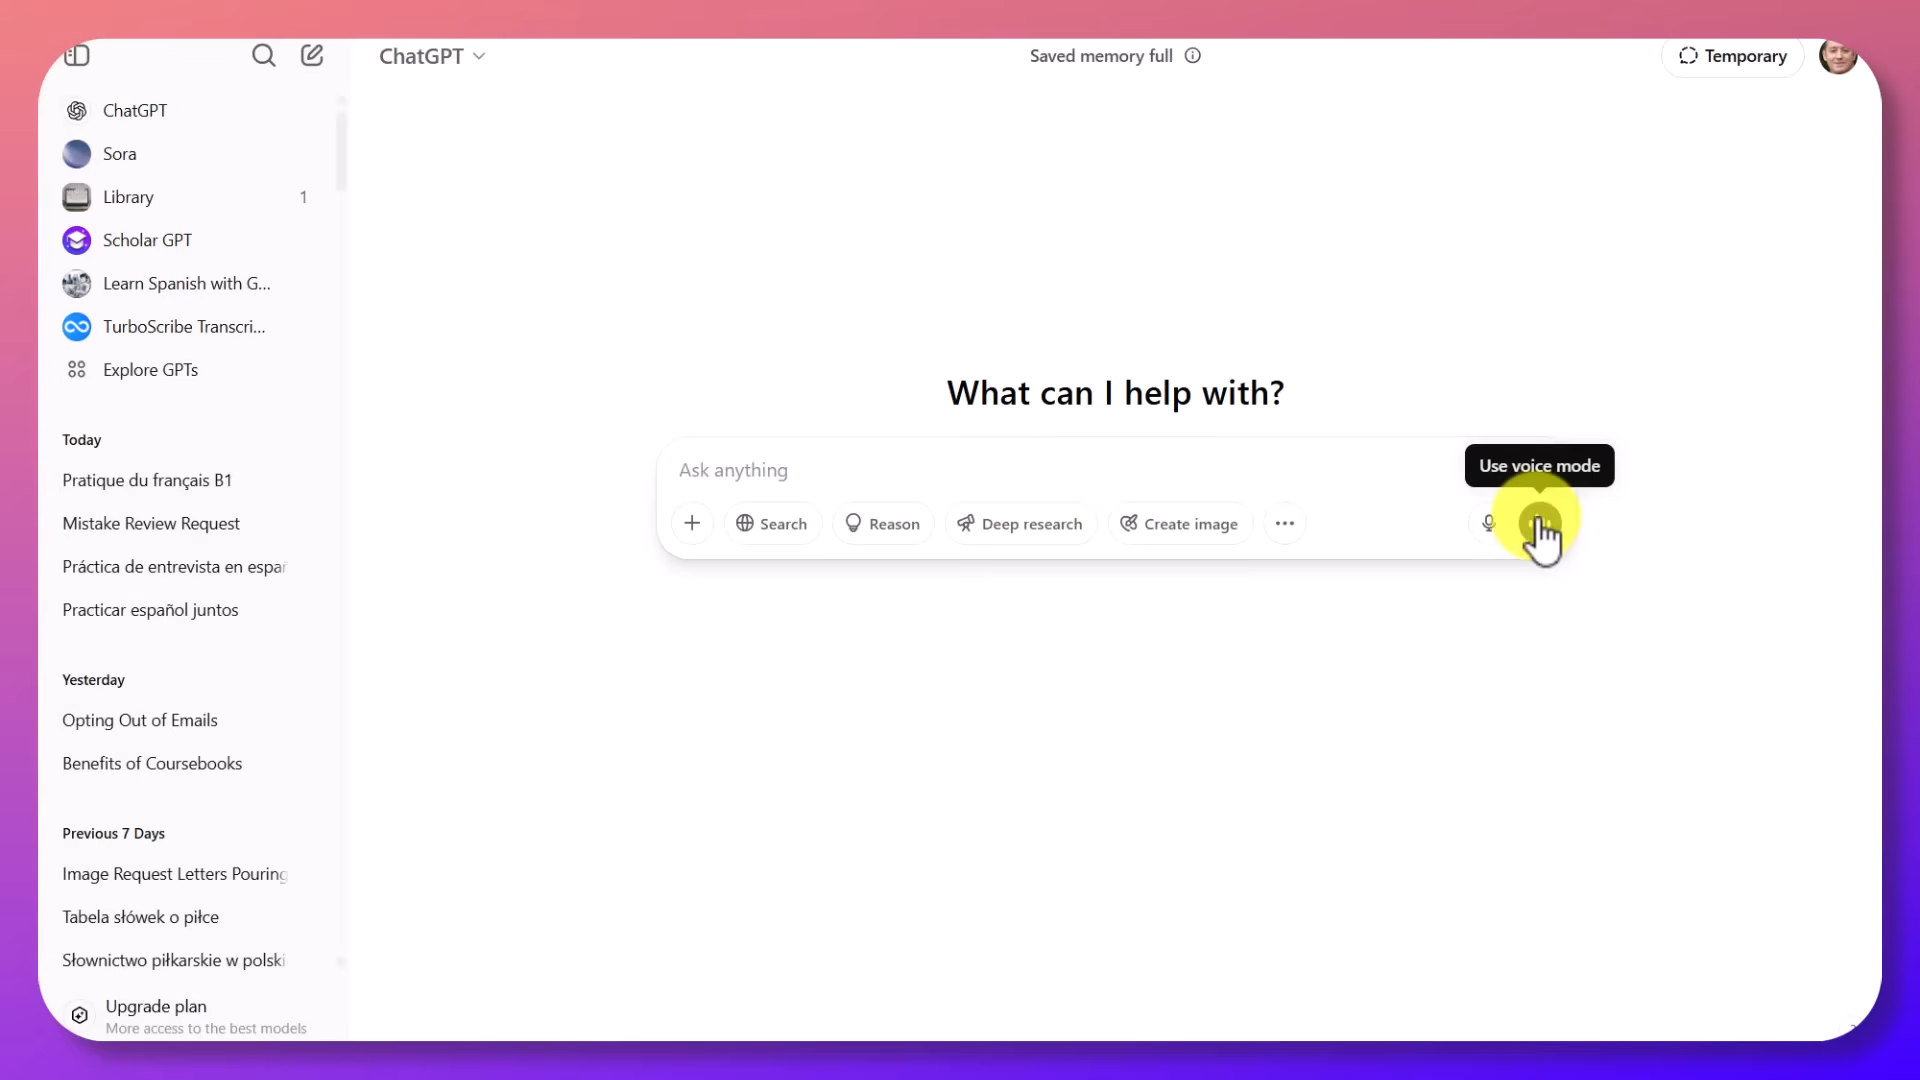 ChatGPT
Saved memory full
Temporary
ChatGPT
Sora
Library 1
Scholar GPT
Learn Spanish with G...
TurboScribe Transcri...
Explore GPTs
Today
Pratique du français B1
Mistake Review Request
Práctica de entrevista en españ
Practicar español juntos
Yesterday
Opting Out of Emails
Benefits of Coursebooks
Previous 7 Days
Image Request Letters Pouring
Tabela słówek o piłce
Słownictwo piłkarskie w polski
Upgrade plan
More access to the best models
What can I help with?
Ask anything
Use voice mode
Search
Reason
Deep research
Create image